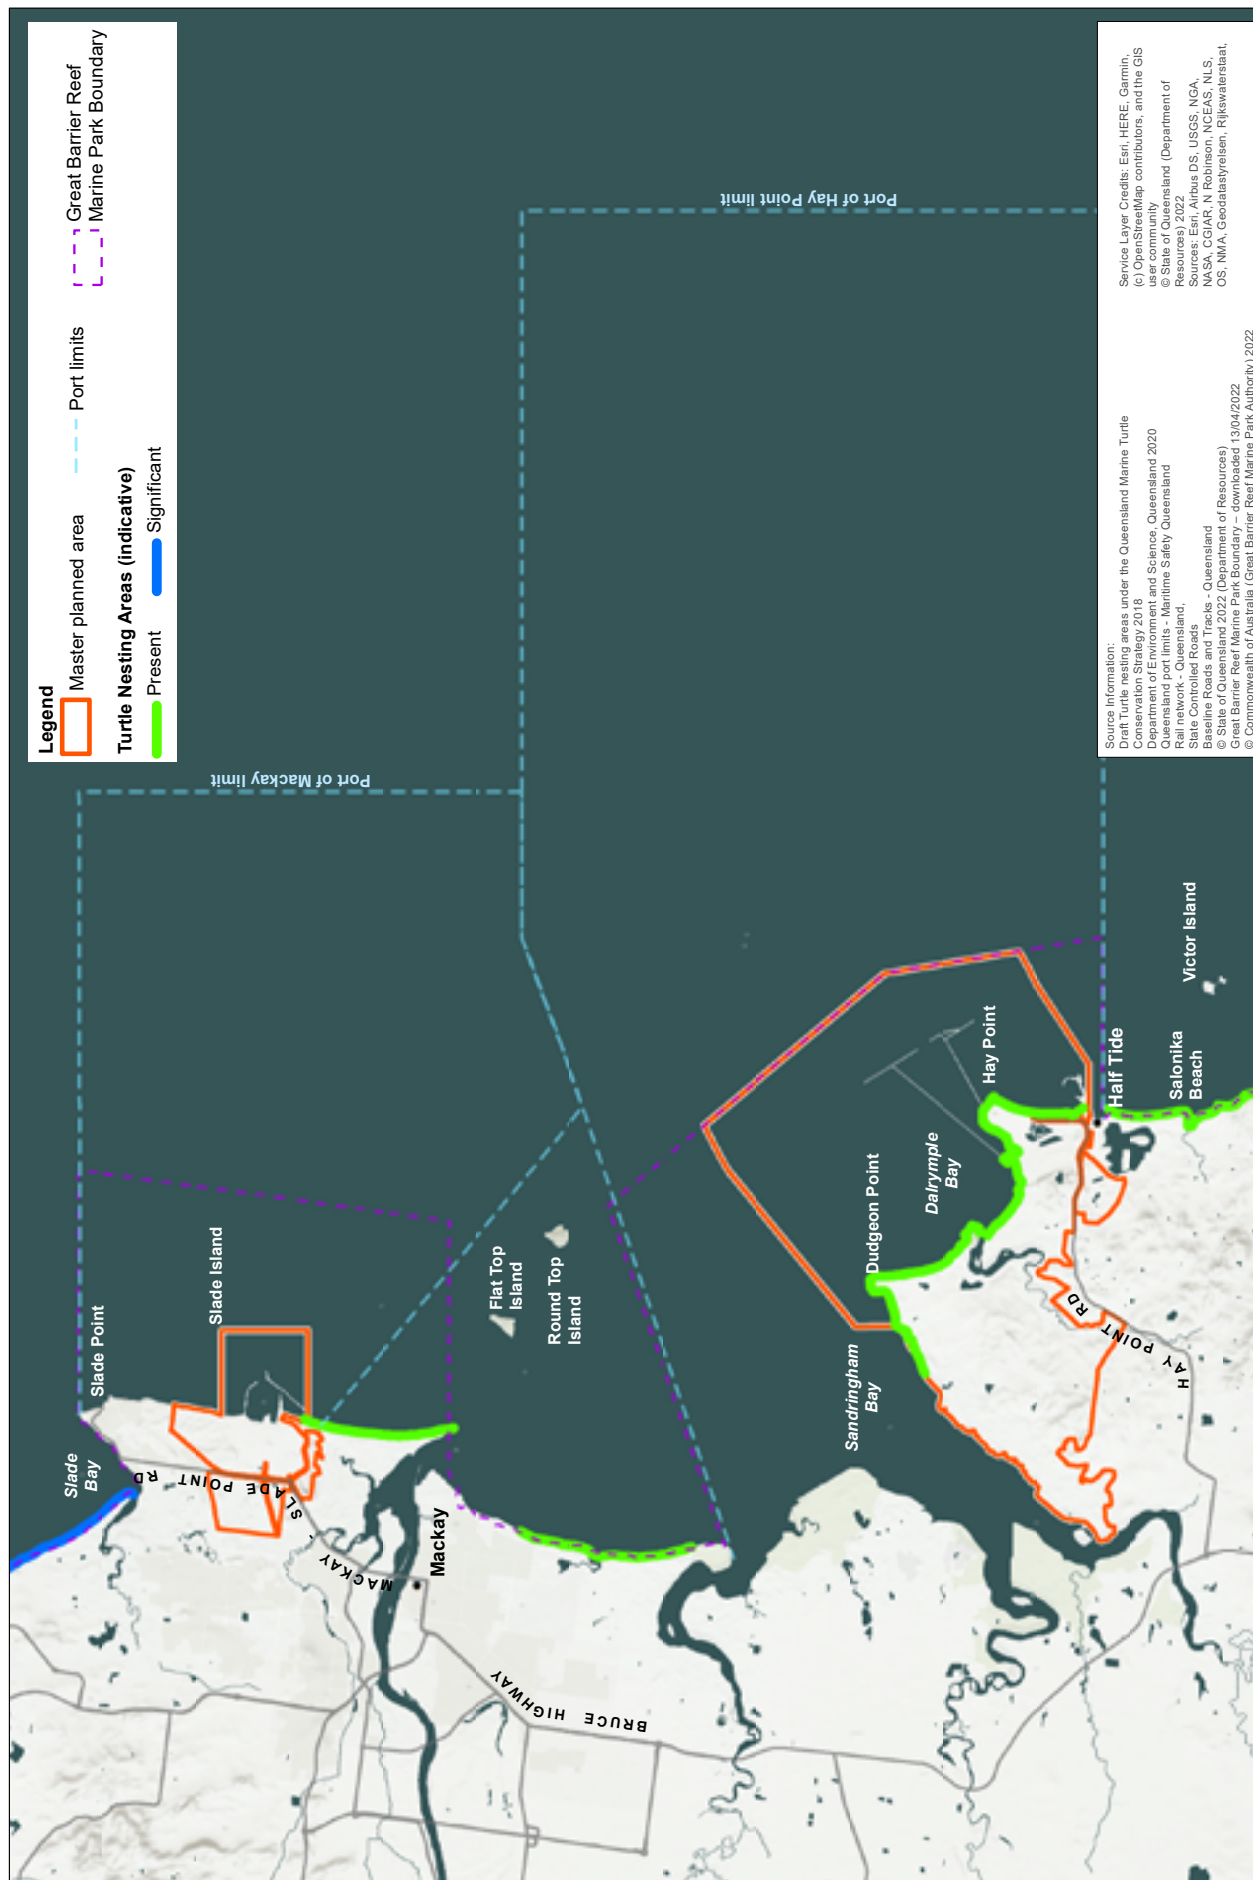 Legend
Master planned area
Port limits
Great Barrier Reef
Marine Park Boundary
Turtle Nesting Areas (indicative)
Present
Significant
Port of Mackay limit
Port of Hay Point limit
Slade Point
Slade
Bay
Slade Island
MACKAY - SLADE POINT RD
Mackay
Flat Top
Island
Round Top
Island
BRUCE HIGHWAY
Sandringham
Bay
Dudgeon Point
Dalrymple
Bay
Hay Point
HAY POINT RD
Half Tide
Salonika
Beach
Victor Island
Source Information:
Draft Turtle nesting areas under the Queensland Marine Turtle
Conservation Strategy 2018
Department of Environment and Science, Queensland 2020
Queensland port limits - Maritime Safety Queensland
Rail network - Queensland,
State Controlled Roads
Baseline Roads and Tracks - Queensland
© State of Queensland 2022 (Department of Resources)
Great Barrier Reef Marine Park Boundary – downloaded 13/04/2022
© Commonwealth of Australia (Great Barrier Reef Marine Park Authority) 2022
Service Layer Credits: Esri, HERE, Garmin,
(c) OpenStreetMap contributors, and the GIS
user community
© State of Queensland (Department of
Resources) 2022
Sources: Esri, Airbus DS, USGS, NGA,
NASA, CGIAR, N Robinson, NCEAS, NLS,
OS, NMA, Geodatastyrelsen, Rijkswaterstaat,